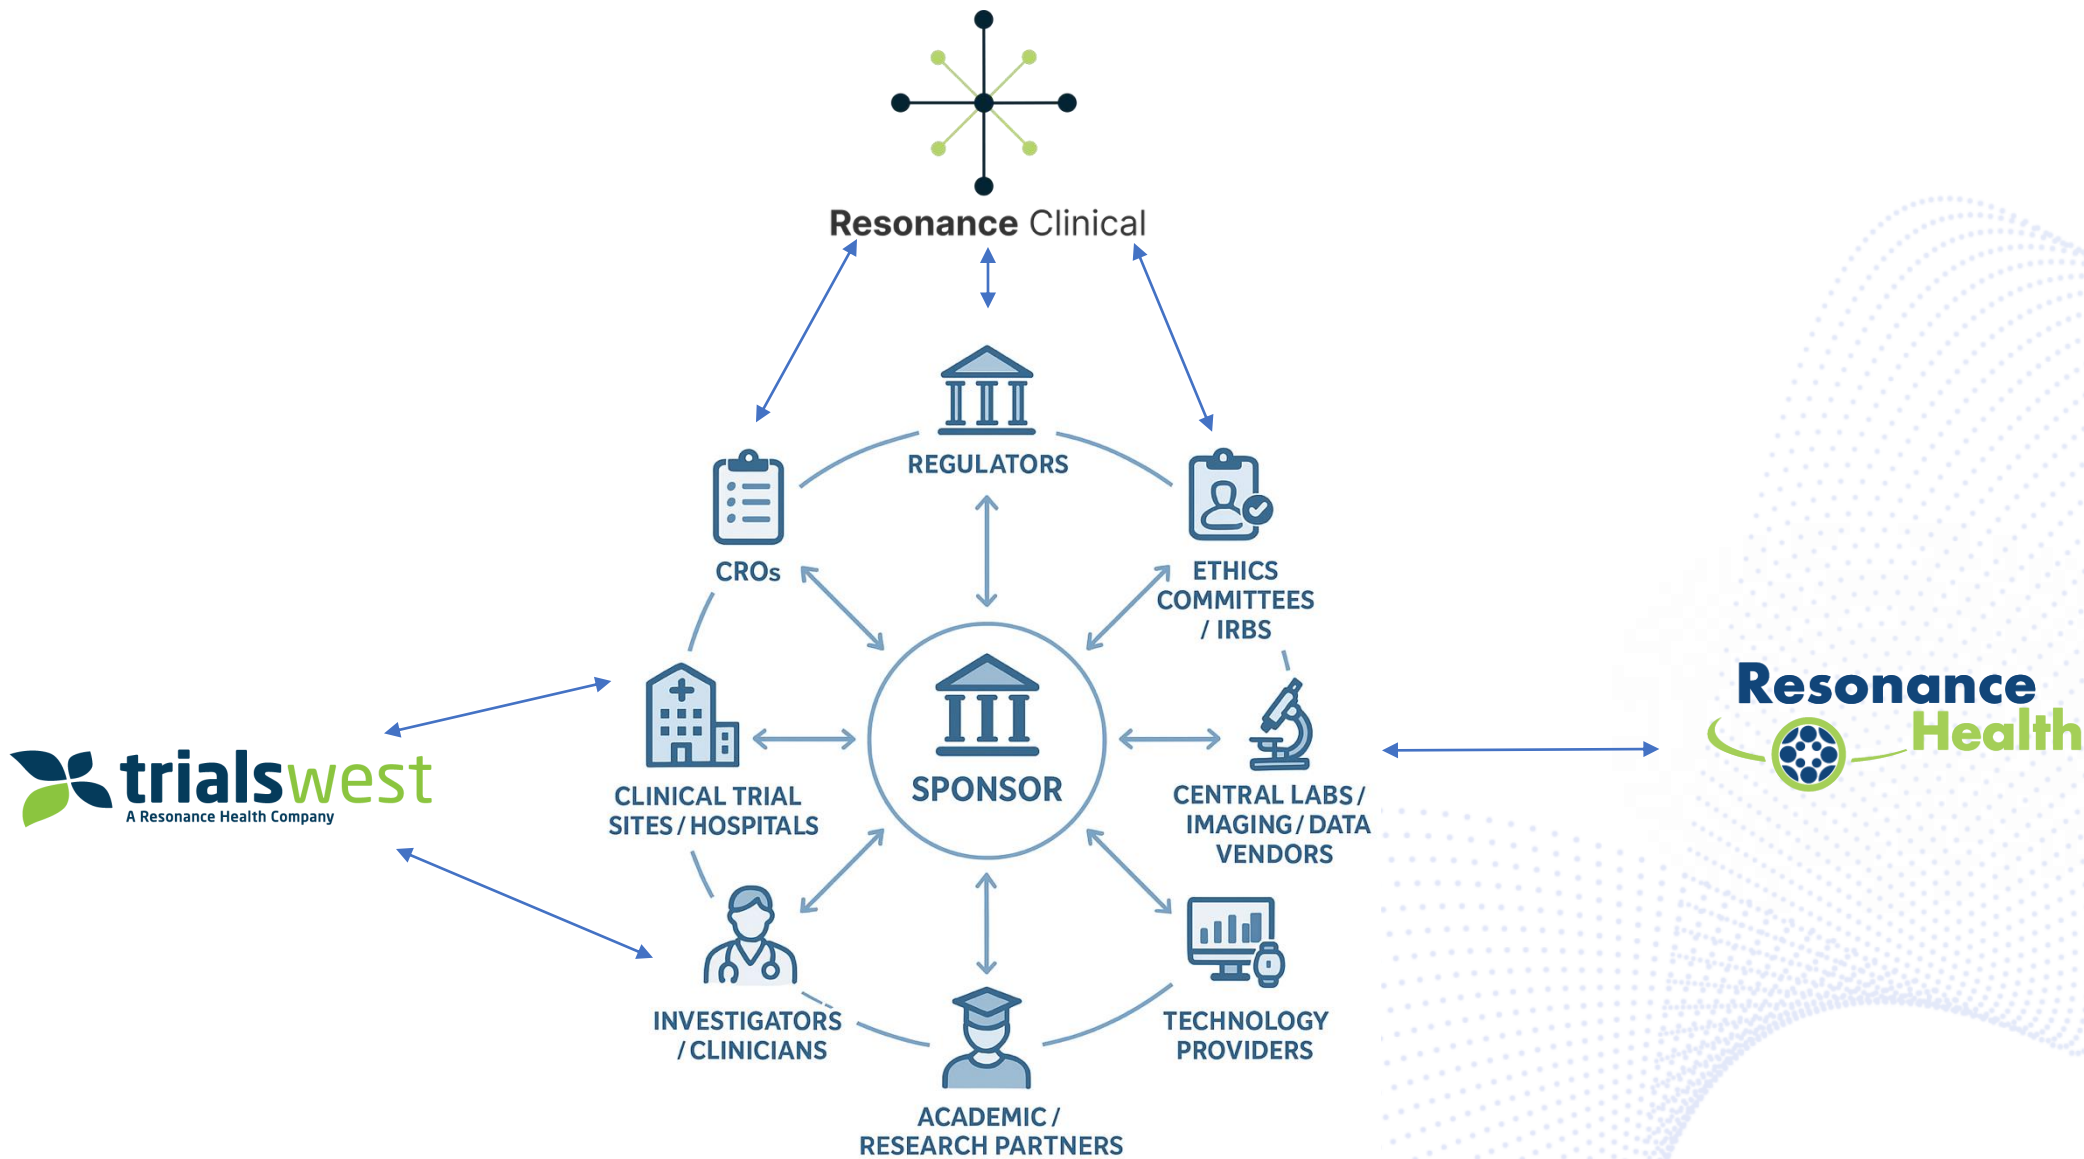 Resonance Clinical
REGULATORS
CROs
ETHICS
COMMITTEES
/ IRBS
SPONSOR
CLINICAL TRIAL
SITES / HOSPITALS
CENTRAL LABS /
IMAGING / DATA
VENDORS
trialswest
A Resonance Health Company
Resonance
Health
INVESTIGATORS
/ CLINICIANS
TECHNOLOGY
PROVIDERS
ACADEMIC /
RESEARCH PARTNERS